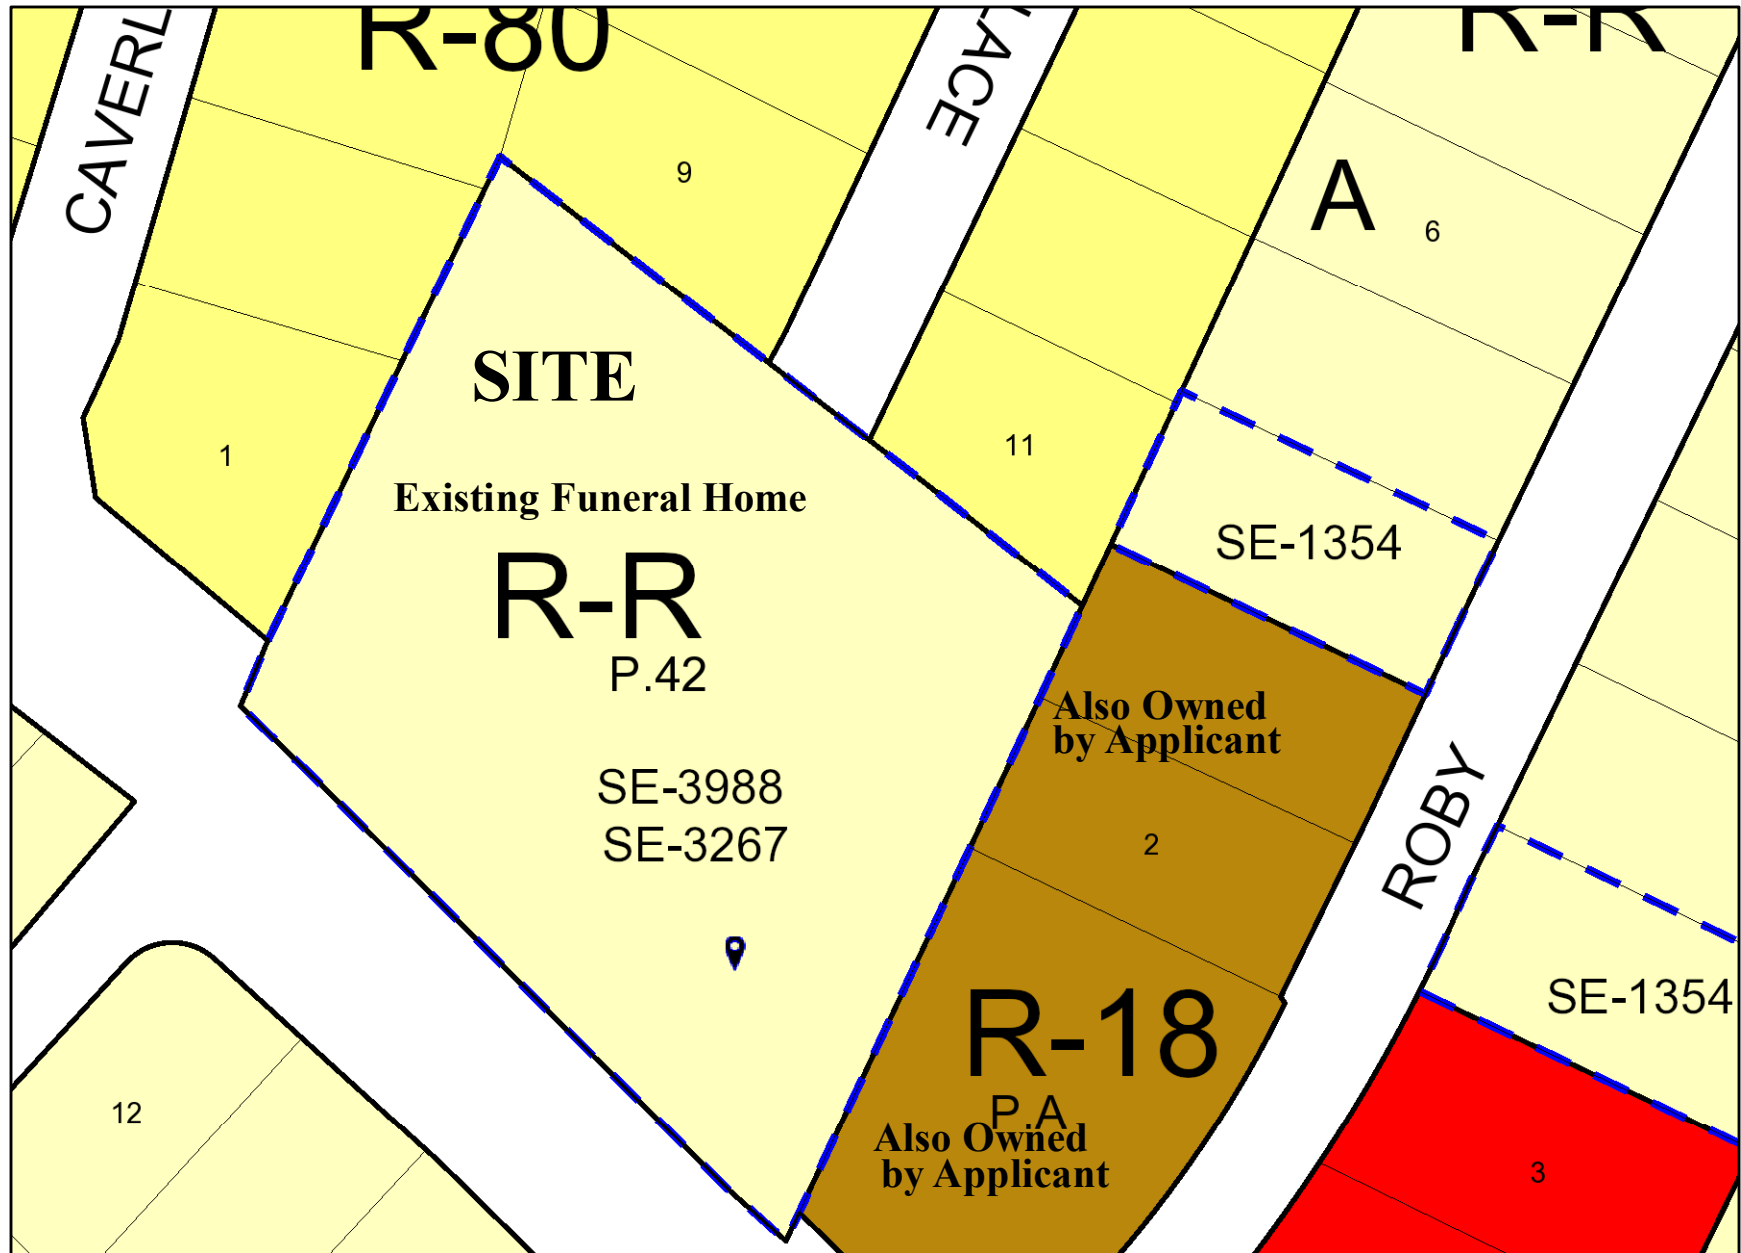 R-80
R-R
CAVERL
LACE
9
A
6
SITE
1
11
Existing Funeral Home
SE-1354
R-R
P.42
Also Owned
by Applicant
SE-3988
SE-3267
2
ROBY
SE-1354
R-18
P.A
Also Owned
by Applicant
12
3